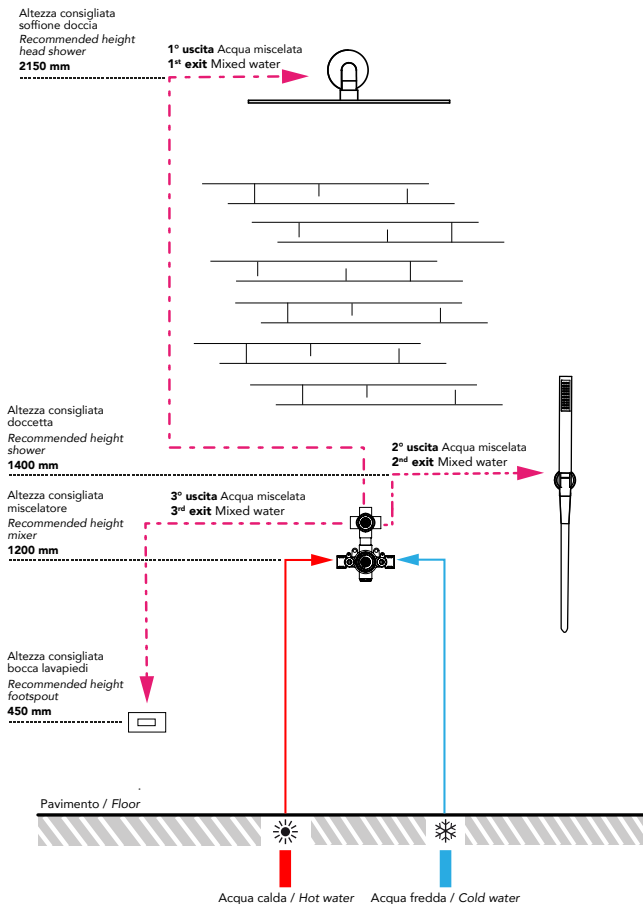 Altezza consigliata
soffione doccia
Recommended height
head shower
2150 mm
1° uscita Acqua miscelata
1st exit Mixed water
Altezza consigliata
doccetta
Recommended height
shower
1400 mm
2° uscita Acqua miscelata
2nd exit Mixed water
Altezza consigliata
miscelatore
Recommended height
mixer
1200 mm
3° uscita Acqua miscelata
3rd exit Mixed water
Altezza consigliata
bocca lavapiedi
Recommended height
footspout
450 mm
Pavimento / Floor
Acqua calda / Hot water
Acqua fredda / Cold water